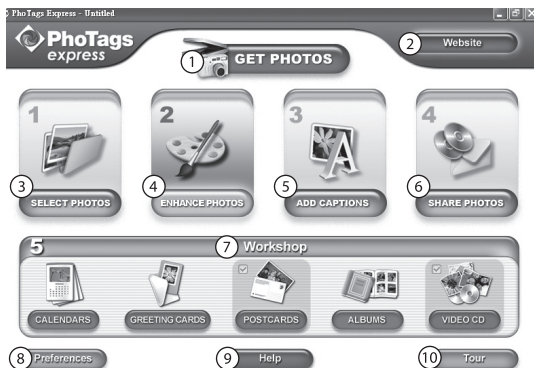 PhoTags Express - Untitled
PhoTags
express
1 GET PHOTOS
2 Website
1
2
3
4
3 SELECT PHOTOS
4 ENHANCE PHOTOS
5 ADD CAPTIONS
6 SHARE PHOTOS
5
7 Workshop
CALENDARS
GREETING CARDS
POSTCARDS
ALBUMS
VIDEO CD
8 Preferences
9 Help
10 Tour